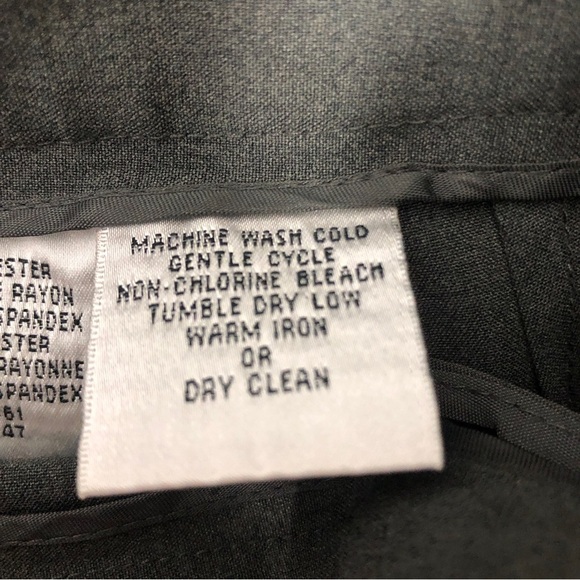 MACHINE WASH COLD
GENTLE CYCLE
NON-CHLORINE BLEACH
TUMBLE DRY LOW
WARM IRON
OR
DRY CLEAN
ESTER
RAYON
SPANDEX
STER
RAYONNE
SPANDEX
61
47